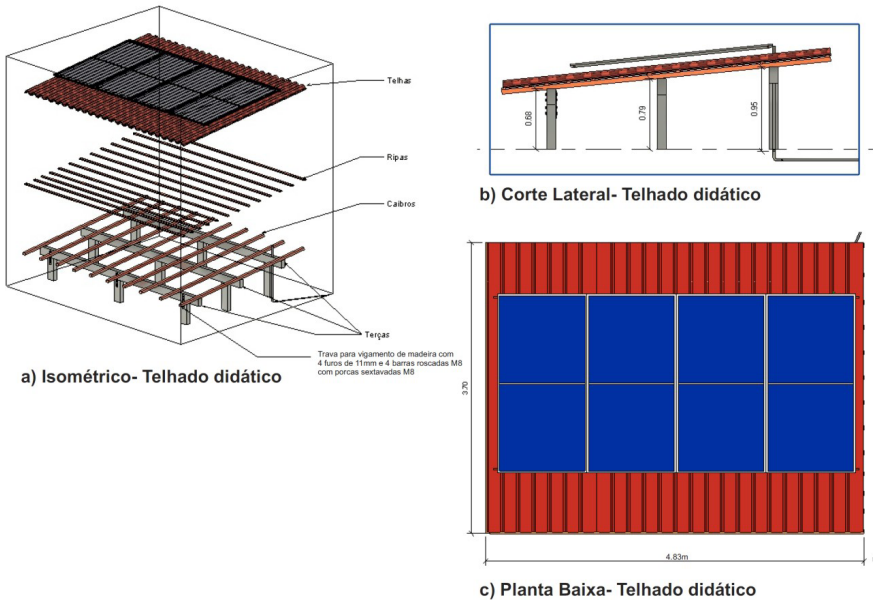 Telhas
Ripas
Caibros
Terças
Trava para vigamento de madeira com
4 furos de 11mm e 4 barras roscadas M8
com porcas sextavadas M8
a) Isométrico- Telhado didático
0.68
0.79
0.95
b) Corte Lateral- Telhado didático
3.70
4.83m
c) Planta Baixa- Telhado didático